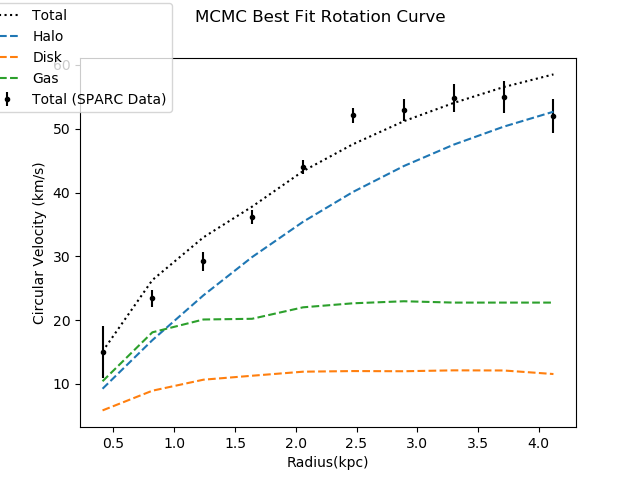 MCMC Best Fit Rotation Curve
Total
Halo
Disk
Gas
Total (SPARC Data)
60
50
40
30
20
10
Circular Velocity (km/s)
0.5 1.0 1.5 2.0 2.5 3.0 3.5 4.0
Radius(kpc)